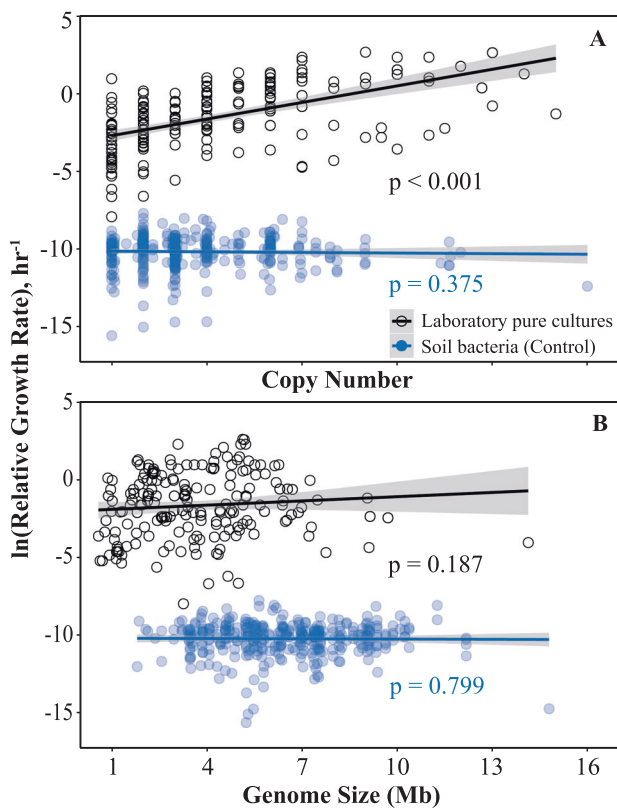 A
5
0
-5
-10
-15
p < 0.001
p = 0.375
Laboratory pure cultures
Soil bacteria (Control)
Copy Number
ln(Relative Growth Rate), hr⁻¹
B
5
0
-5
-10
-15
p = 0.187
p = 0.799
1 4 7 10 13 16
Genome Size (Mb)